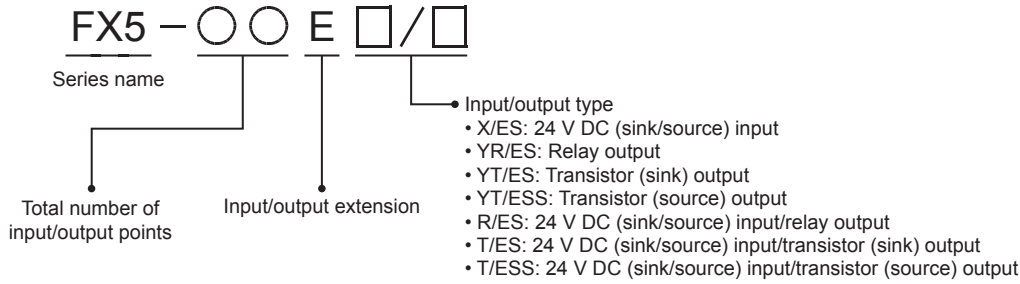 FX5 – ○○ E □/□
Series name
Input/output type
• X/ES: 24 V DC (sink/source) input
• YR/ES: Relay output
• YT/ES: Transistor (sink) output
• YT/ESS: Transistor (source) output
• R/ES: 24 V DC (sink/source) input/relay output
• T/ES: 24 V DC (sink/source) input/transistor (sink) output
• T/ESS: 24 V DC (sink/source) input/transistor (source) output
Input/output extension
Total number of
input/output points